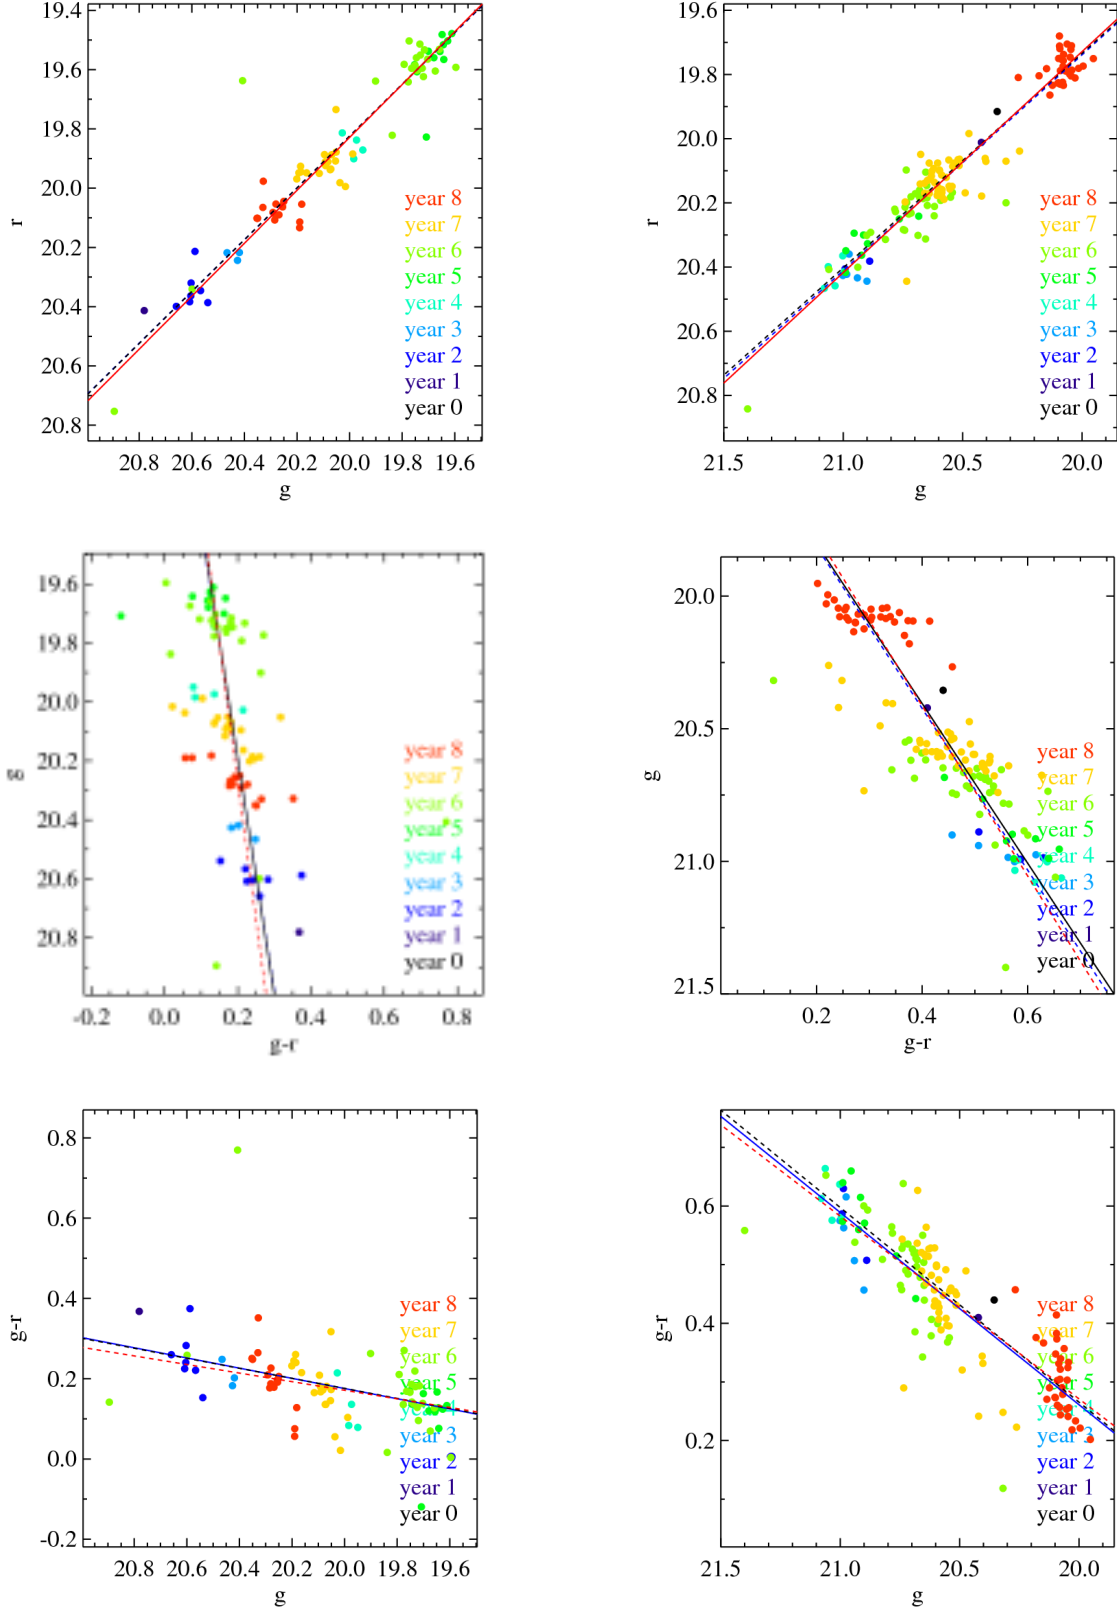 19.4
19.6
19.8
20.0
20.2
20.4
20.6
20.8
r
year 8
year 7
year 6
year 5
year 4
year 3
year 2
year 1
year 0
20.8 20.6 20.4 20.2 20.0 19.8 19.6
g
19.6
19.8
20.0
20.2
20.4
20.6
20.8
r
year 8
year 7
year 6
year 5
year 4
year 3
year 2
year 1
year 0
21.5 21.0 20.5 20.0
g
19.6
19.8
20.0
20.2
20.4
20.6
20.8
g
year 8
year 7
year 6
year 5
year 4
year 3
year 2
year 1
year 0
-0.2 0.0 0.2 0.4 0.6 0.8
g-r
20.0
20.5
21.0
21.5
g
year 8
year 7
year 6
year 5
year 4
year 3
year 2
year 1
year 0
0.2 0.4 0.6
g-r
0.8
0.6
0.4
0.2
0.0
-0.2
g-r
year 8
year 7
year 6
year 5
year 4
year 3
year 2
year 1
year 0
20.8 20.6 20.4 20.2 20.0 19.8 19.6
g
0.6
0.4
0.2
g-r
year 8
year 7
year 6
year 5
year 4
year 3
year 2
year 1
year 0
21.5 21.0 20.5 20.0
g